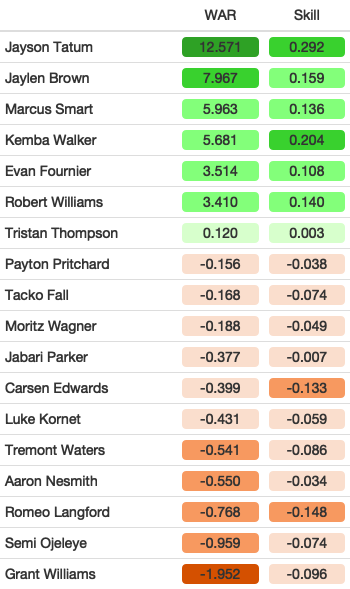 WAR Skill
Jayson Tatum 12.571 0.292
Jaylen Brown 7.967 0.159
Marcus Smart 5.963 0.136
Kemba Walker 5.681 0.204
Evan Fournier 3.514 0.108
Robert Williams 3.410 0.140
Tristan Thompson 0.120 0.003
Payton Pritchard -0.156 -0.038
Tacko Fall -0.168 -0.074
Moritz Wagner -0.188 -0.049
Jabari Parker -0.377 -0.007
Carsen Edwards -0.399 -0.133
Luke Kornet -0.431 -0.059
Tremont Waters -0.541 -0.086
Aaron Nesmith -0.550 -0.034
Romeo Langford -0.768 -0.148
Semi Ojeleye -0.959 -0.074
Grant Williams -1.952 -0.096